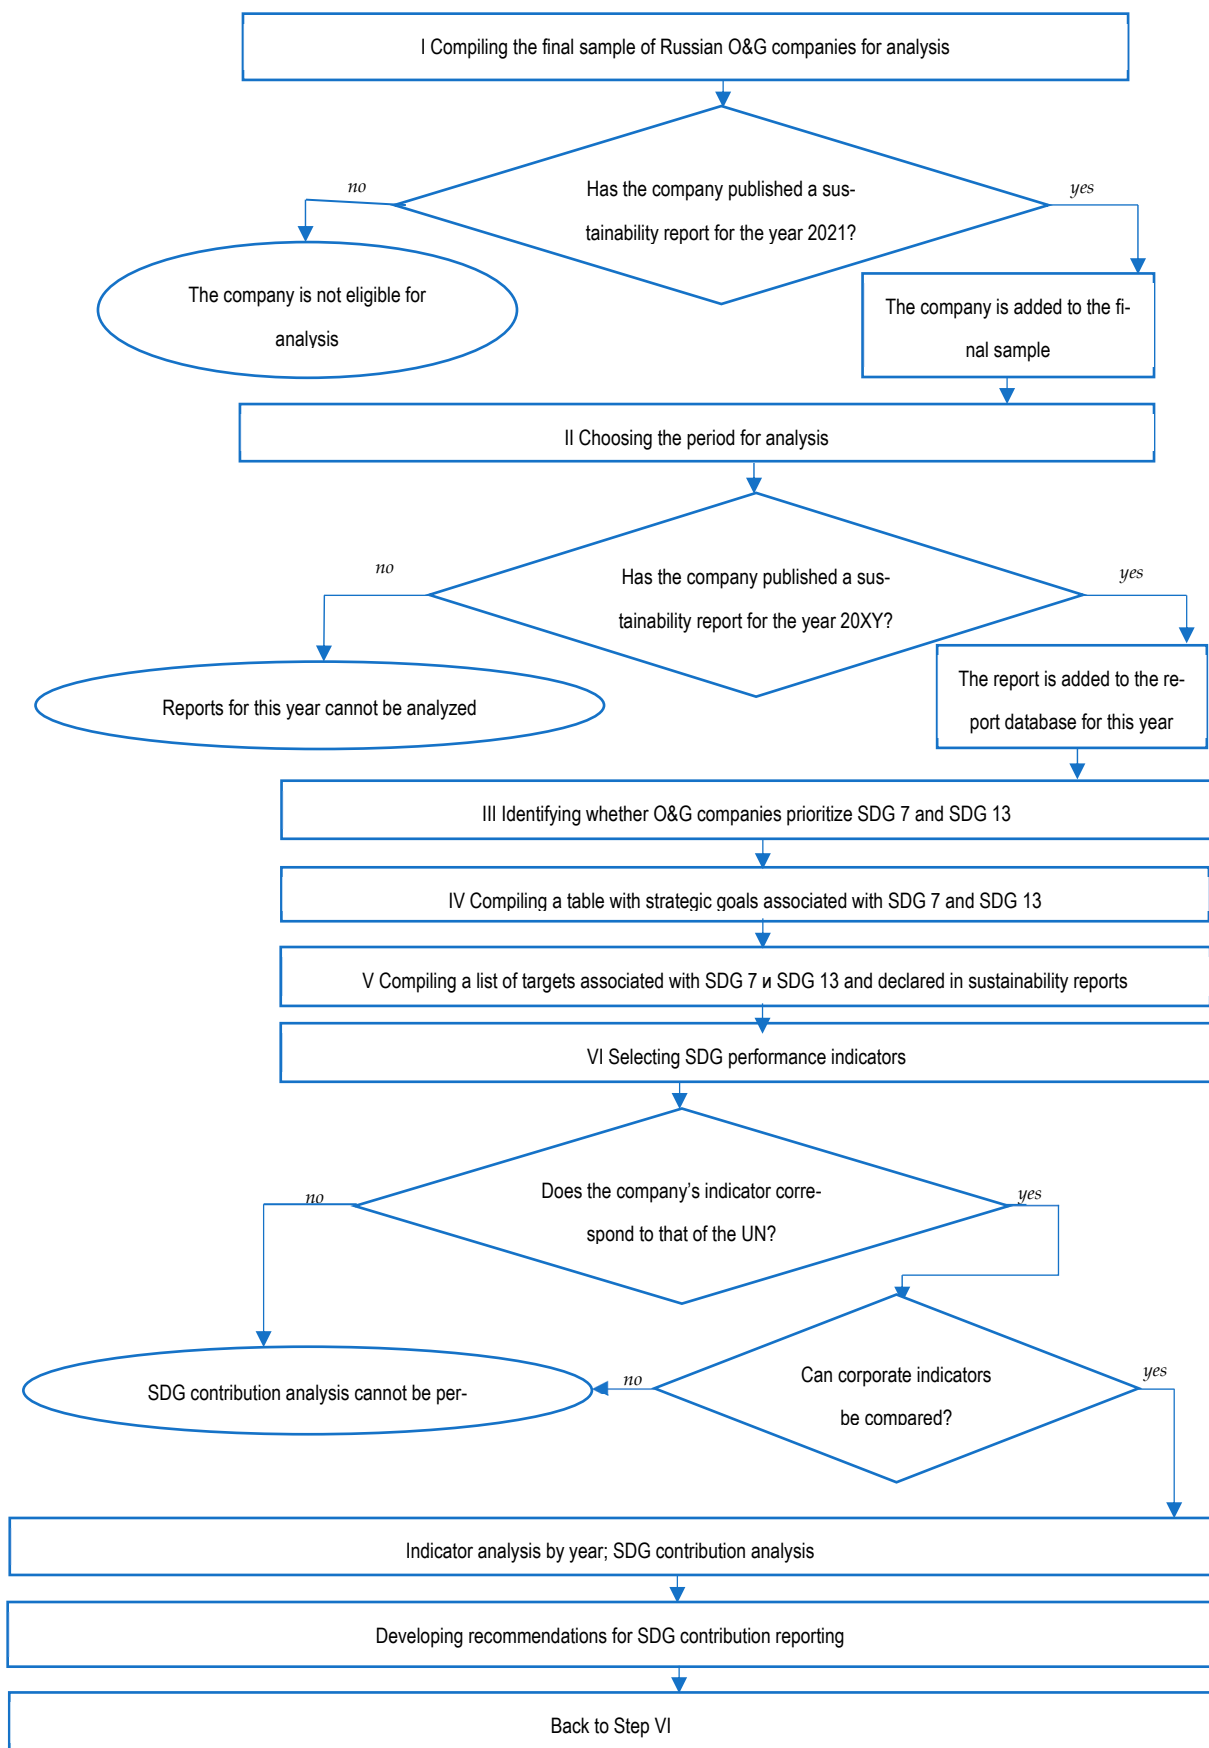 I Compiling the final sample of Russian O&G companies for analysis
no
Has the company published a sus-
tainability report for the year 2021?
yes
The company is not eligible for
analysis
The company is added to the fi-
nal sample
II Choosing the period for analysis
no
Has the company published a sus-
tainability report for the year 20XY?
yes
Reports for this year cannot be analyzed
The report is added to the re-
port database for this year
III Identifying whether O&G companies prioritize SDG 7 and SDG 13
IV Compiling a table with strategic goals associated with SDG 7 and SDG 13
V Compiling a list of targets associated with SDG 7 и SDG 13 and declared in sustainability reports
VI Selecting SDG performance indicators
no
Does the company’s indicator corre-
spond to that of the UN?
yes
SDG contribution analysis cannot be per-
no
Can corporate indicators
be compared?
yes
Indicator analysis by year; SDG contribution analysis
Developing recommendations for SDG contribution reporting
Back to Step VI